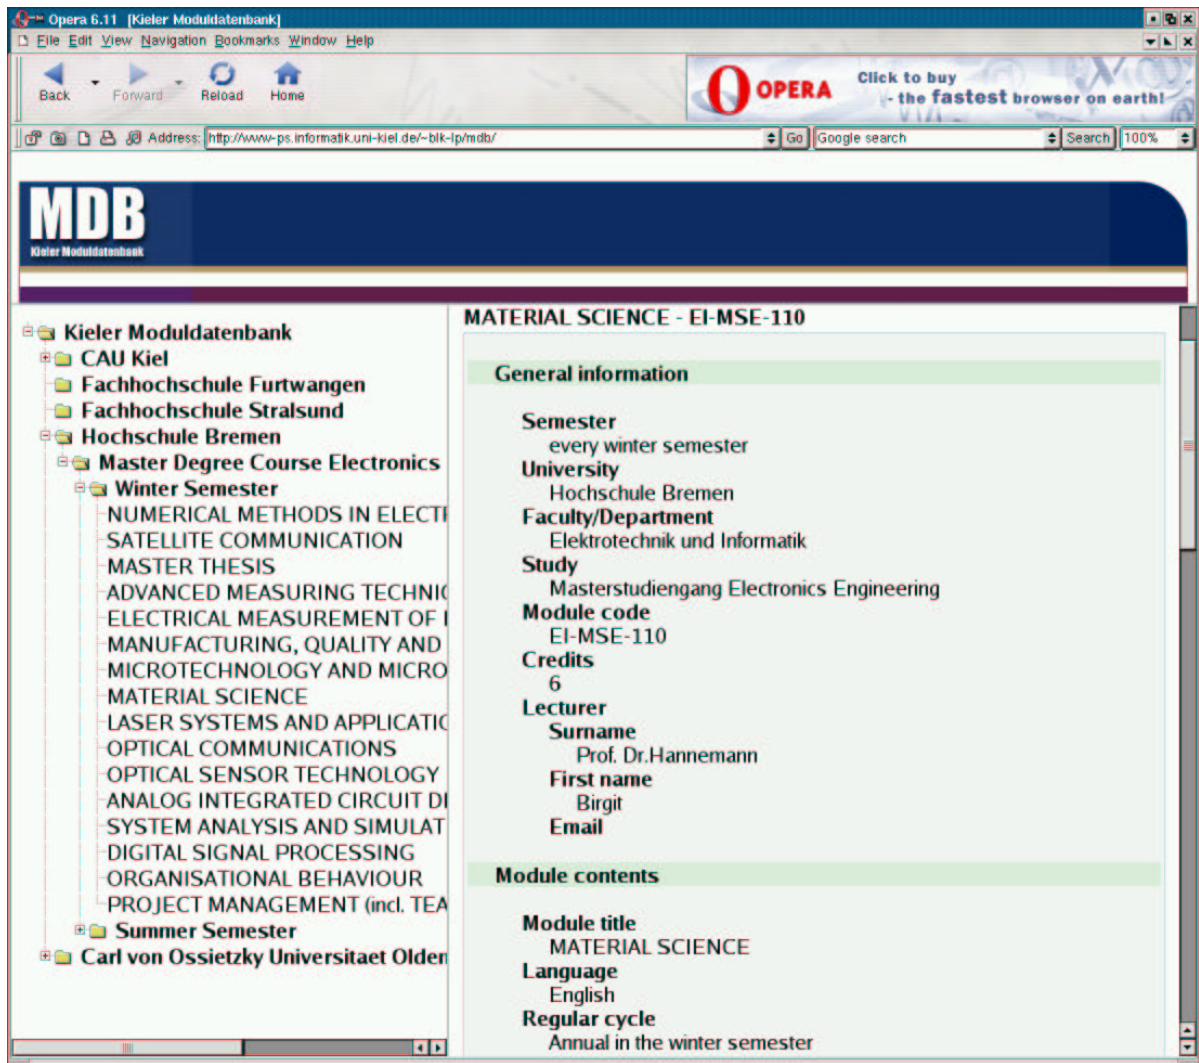 Opera 6.11 [Kieler Moduldatenbank]
File Edit View Navigation Bookmarks Window Help
Back Forward Reload Home
OPERA
Click to buy
- the fastest browser on earth!
Address: http://www-ps.informatik.uni-kiel.de/~blk-lp/mdb/ Go Google search Search 100%
MDB
Kieler Moduldatenbank
Kieler Moduldatenbank
CAU Kiel
Fachhochschule Furtwangen
Fachhochschule Stralsund
Hochschule Bremen
Master Degree Course Electronics
Winter Semester
NUMERICAL METHODS IN ELECT
SATELLITE COMMUNICATION
MASTER THESIS
ADVANCED MEASURING TECHNI
ELECTRICAL MEASUREMENT OF
MANUFACTURING, QUALITY AND
MICROTECHNOLOGY AND MICRO
MATERIAL SCIENCE
LASER SYSTEMS AND APPLICATI
OPTICAL COMMUNICATIONS
OPTICAL SENSOR TECHNOLOGY
ANALOG INTEGRATED CIRCUIT D
SYSTEM ANALYSIS AND SIMULAT
DIGITAL SIGNAL PROCESSING
ORGANISATIONAL BEHAVIOUR
PROJECT MANAGEMENT (incl. TEA
Summer Semester
Carl von Ossietzky Universitaet Olden
MATERIAL SCIENCE - EI-MSE-110
General information
Semester
every winter semester
University
Hochschule Bremen
Faculty/Department
Elektrotechnik und Informatik
Study
Masterstudiengang Electronics Engineering
Module code
EI-MSE-110
Credits
6
Lecturer
Surname
Prof. Dr.Hannemann
First name
Birgit
Email
Module contents
Module title
MATERIAL SCIENCE
Language
English
Regular cycle
Annual in the winter semester